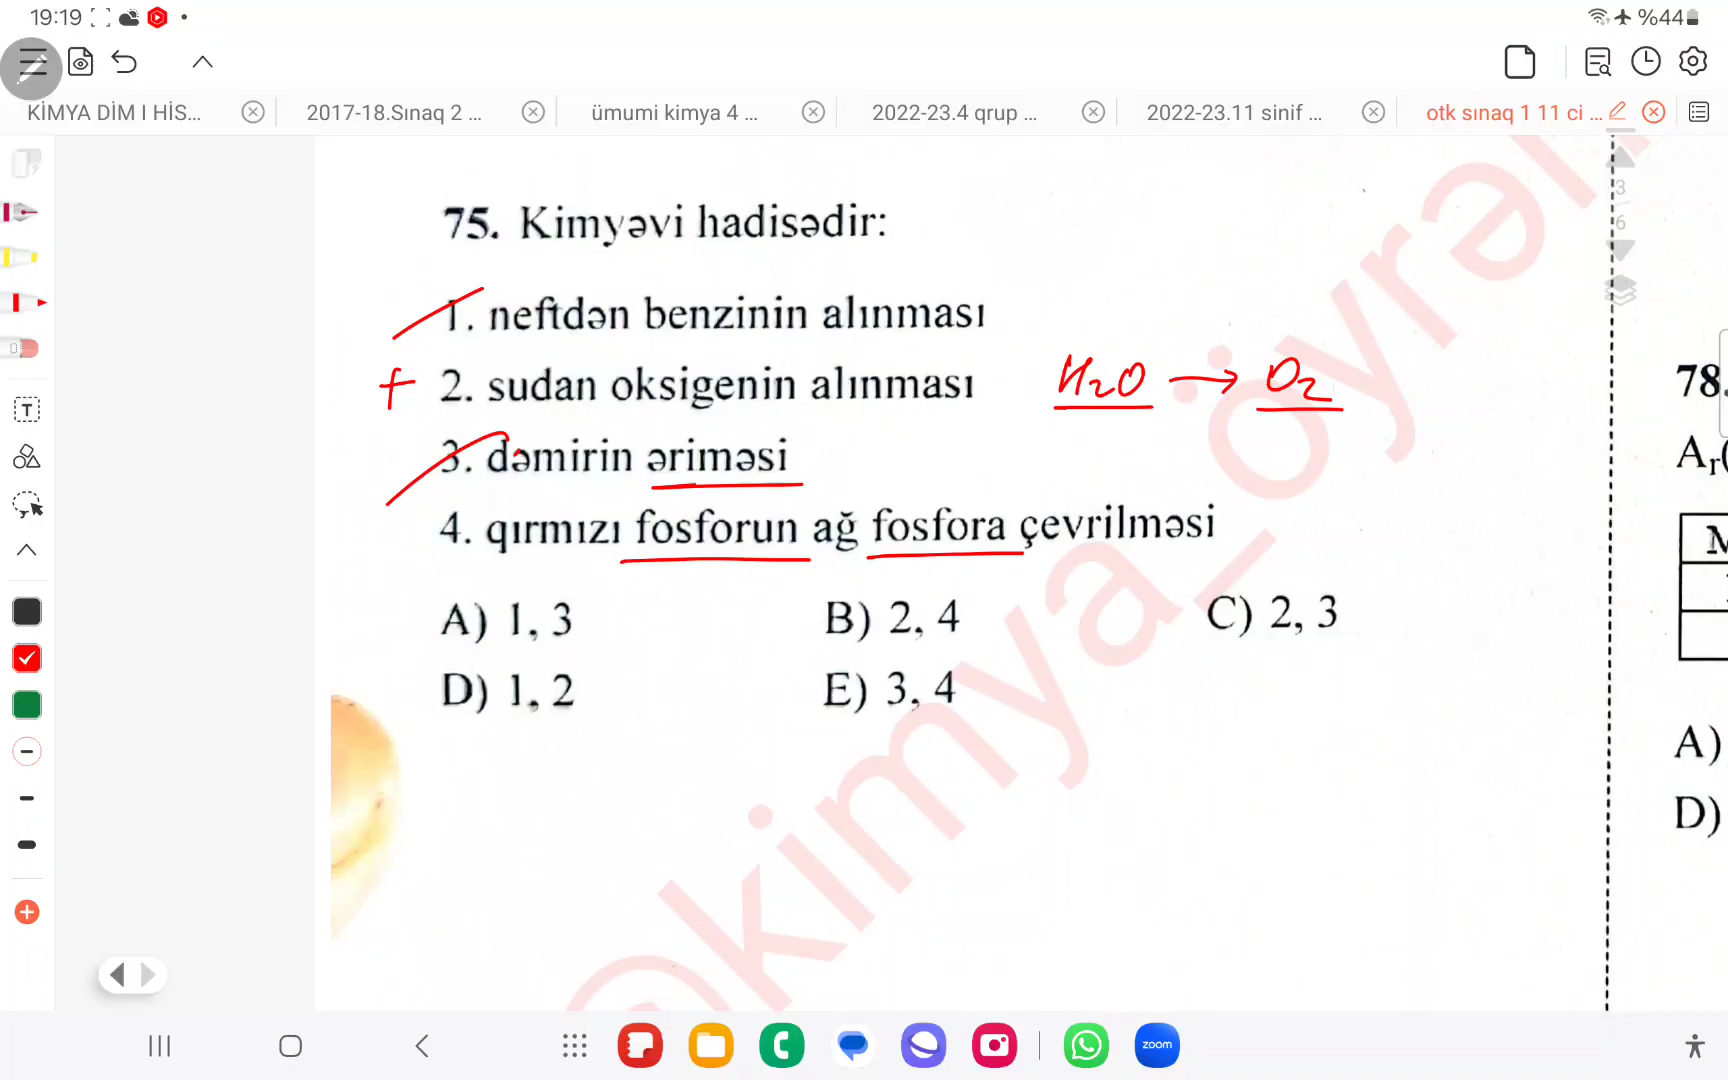 19:19
%44
KİMYA DİM I HİS...
2017-18.Sınaq 2 ...
ümumi kimya 4 ...
2022-23.4 qrup ...
2022-23.11 sinif ...
otk sınaq 1 11 ci ...
3
6
75. Kimyəvi hadisədir:
1. neftdən benzinin alınması
+ 2. sudan oksigenin alınması H₂O → O₂
3. dəmirin əriməsi
4. qırmızı fosforun ağ fosfora çevrilməsi
A) 1, 3 B) 2, 4 C) 2, 3
D) 1, 2 E) 3, 4
78.
Aᵣ(
A)
D)
@kimya_öyrən
T
zoom